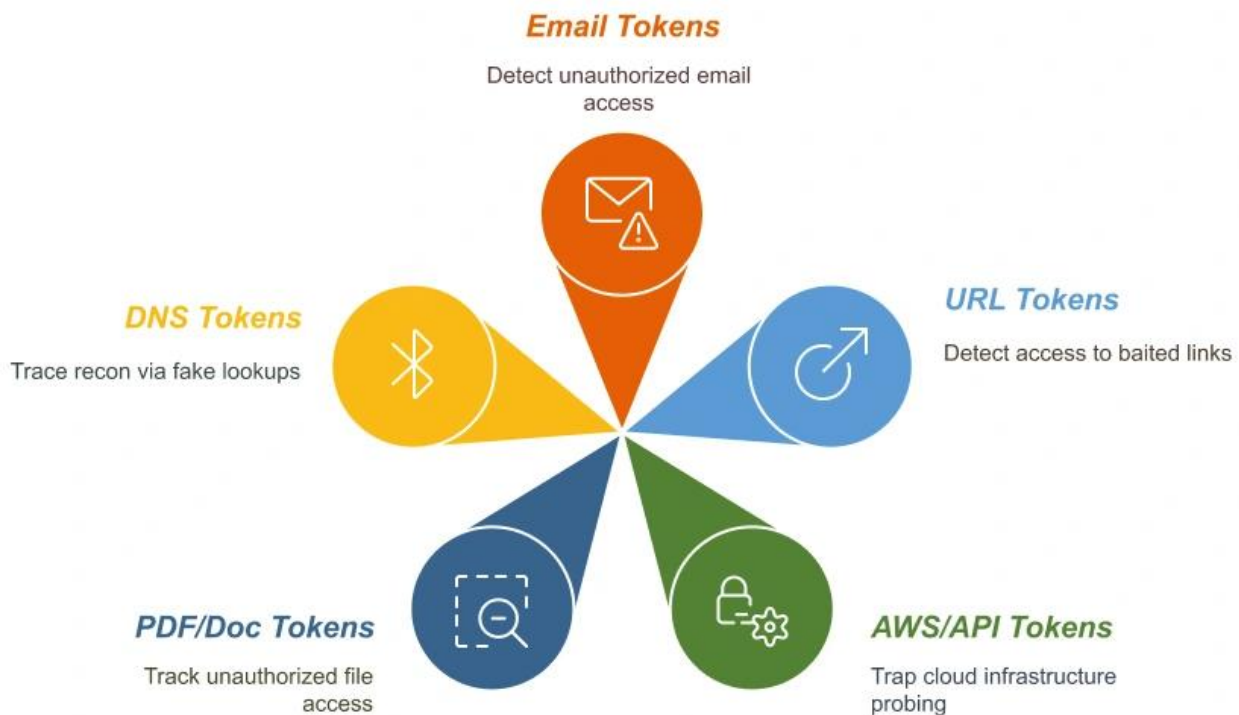 Email Tokens
Detect unauthorized email
access
DNS Tokens
Trace recon via fake lookups
URL Tokens
Detect access to baited links
PDF/Doc Tokens
Track unauthorized file
access
AWS/API Tokens
Trap cloud infrastructure
probing